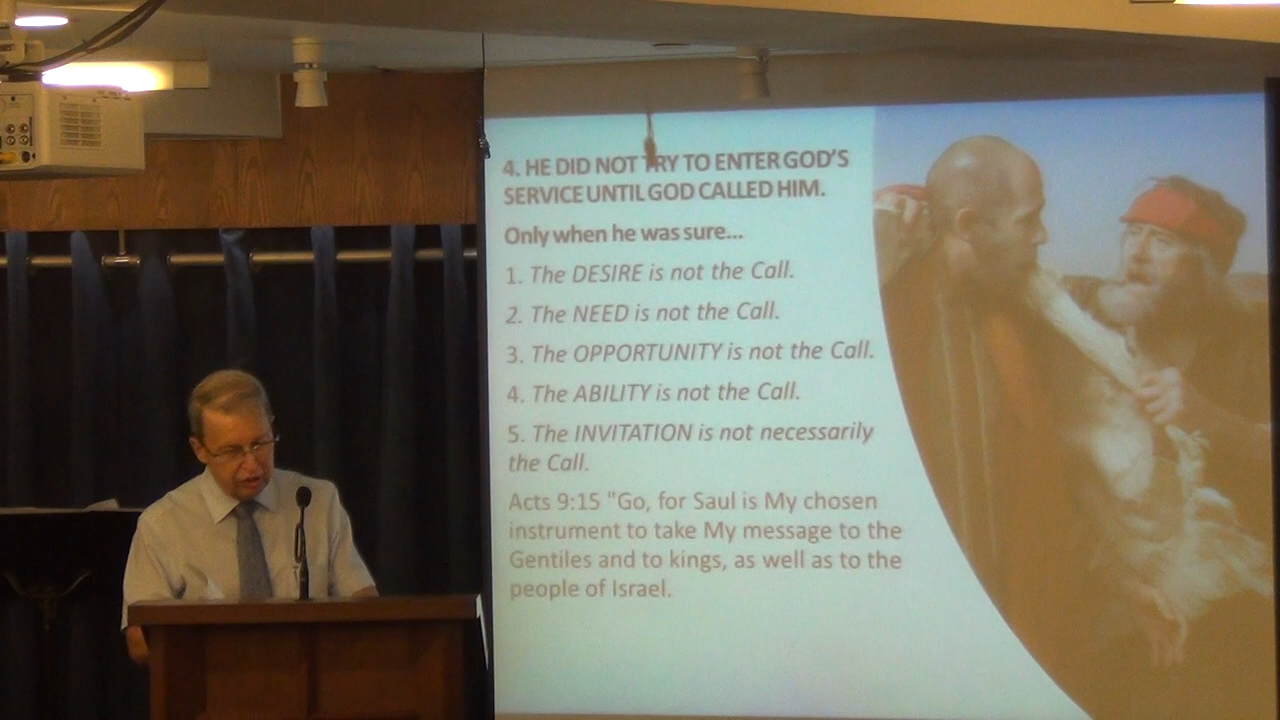 4. HE DID NOT TRY TO ENTER GOD'S
SERVICE UNTIL GOD CALLED HIM.
Only when he was sure...
1. The DESIRE is not the Call.
2. The NEED is not the Call.
3. The OPPORTUNITY is not the Call.
4. The ABILITY is not the Call.
5. The INVITATION is not necessarily
the Call.
Acts 9:15 "Go, for Saul is My chosen
instrument to take My message to the
Gentiles and to kings, as well as to the
people of Israel.